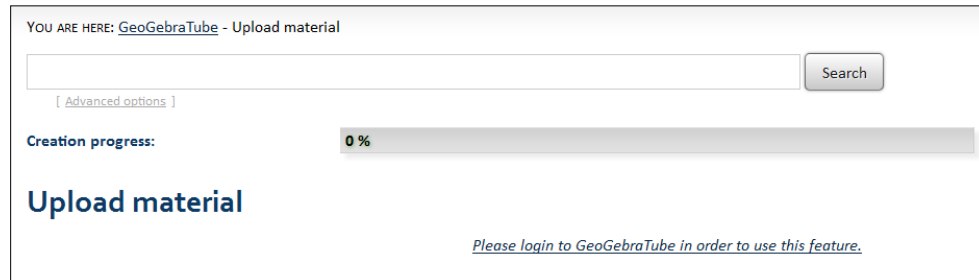 YOU ARE HERE: GeoGebraTube - Upload material
Search
[ Advanced options ]
Creation progress: 0 %
Upload material
Please login to GeoGebraTube in order to use this feature.